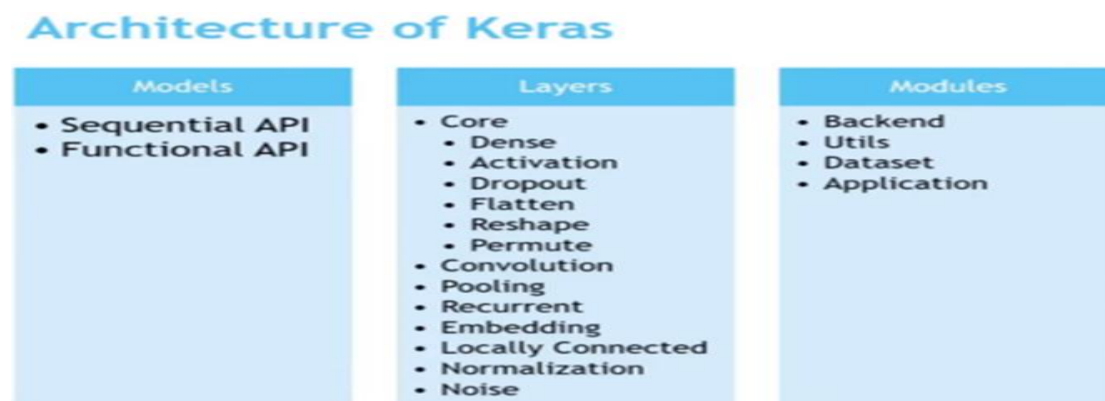 Architecture of Keras
Models
• Sequential API
• Functional API
Layers
• Core
• Dense
• Activation
• Dropout
• Flatten
• Reshape
• Permute
• Convolution
• Pooling
• Recurrent
• Embedding
• Locally Connected
• Normalization
• Noise
Modules
• Backend
• Utils
• Dataset
• Application